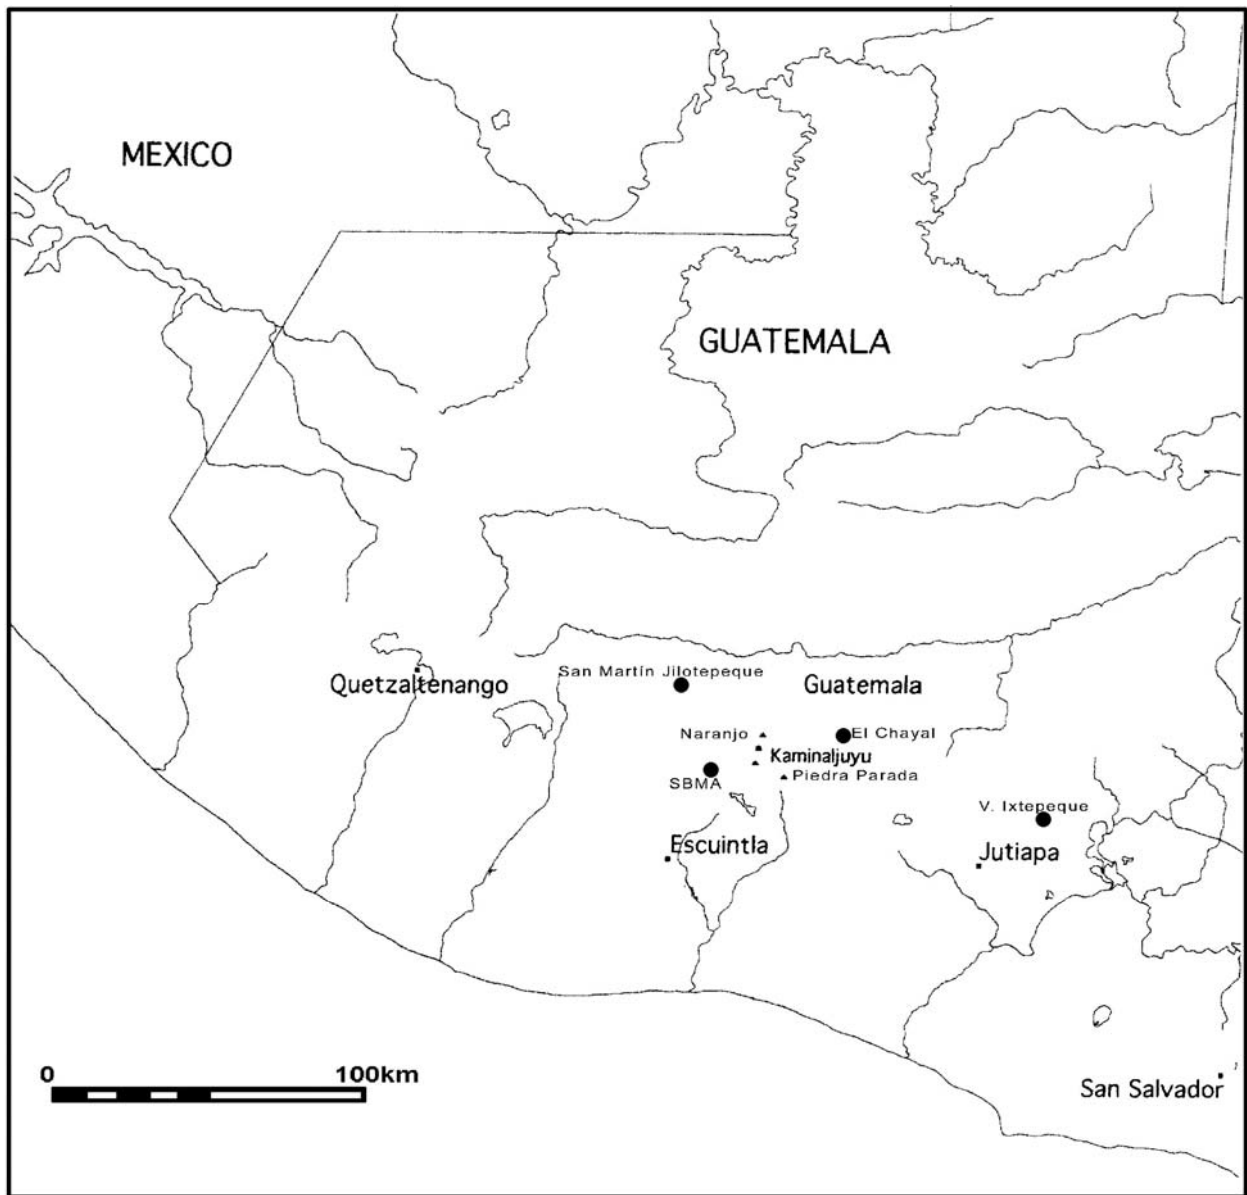 MEXICO
GUATEMALA
San Martín Jilotepeque
Quetzaltenango
Guatemala
Naranjo
El Chayal
Kaminaljuyu
SBMA
Piedra Parada
V. Ixtepeque
Escuintla
Jutiapa
0 100km
San Salvador